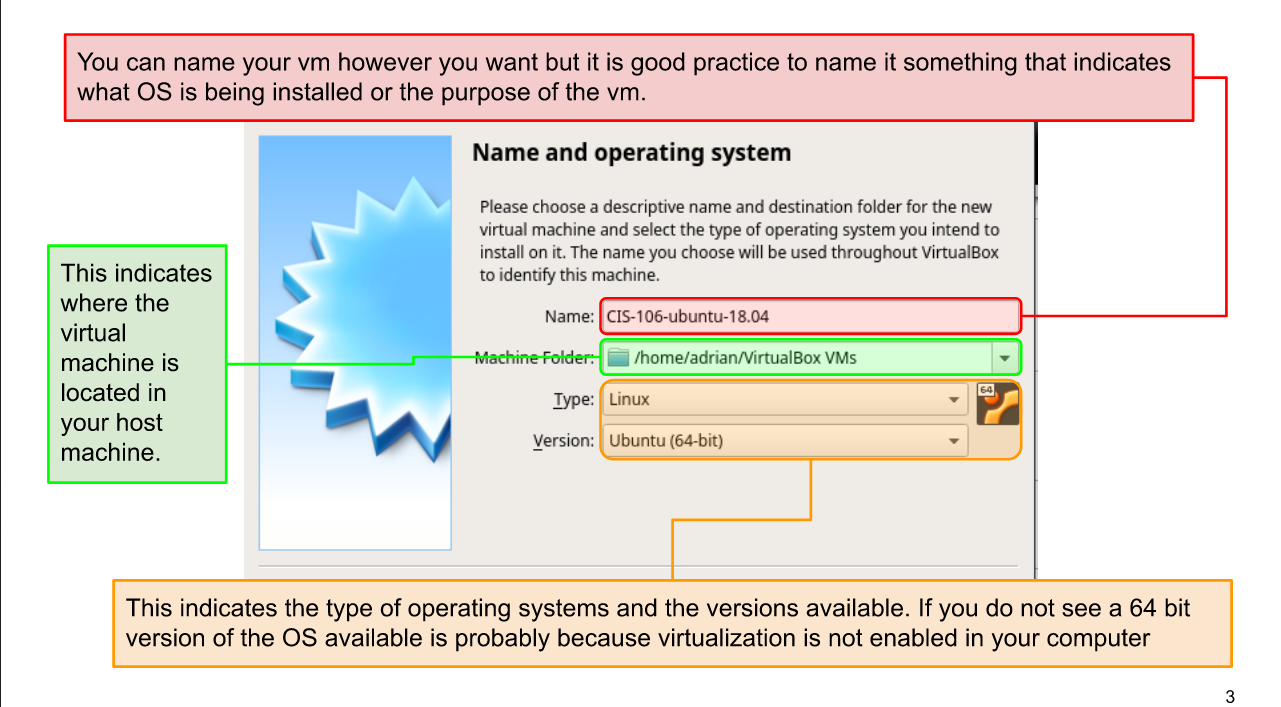 You can name your vm however you want but it is good practice to name it something that indicates
what OS is being installed or the purpose of the vm.
Name and operating system
Please choose a descriptive name and destination folder for the new
virtual machine and select the type of operating system you intend to
install on it. The name you choose will be used throughout VirtualBox
to identify this machine.
This indicates
where the
virtual
machine is
located in
your host
machine.
Name: CIS-106-ubuntu-18.04
Machine Folder: /home/adrian/VirtualBox VMs
Type: Linux
64
Version: Ubuntu (64-bit)
This indicates the type of operating systems and the versions available. If you do not see a 64 bit
version of the OS available is probably because virtualization is not enabled in your computer
3